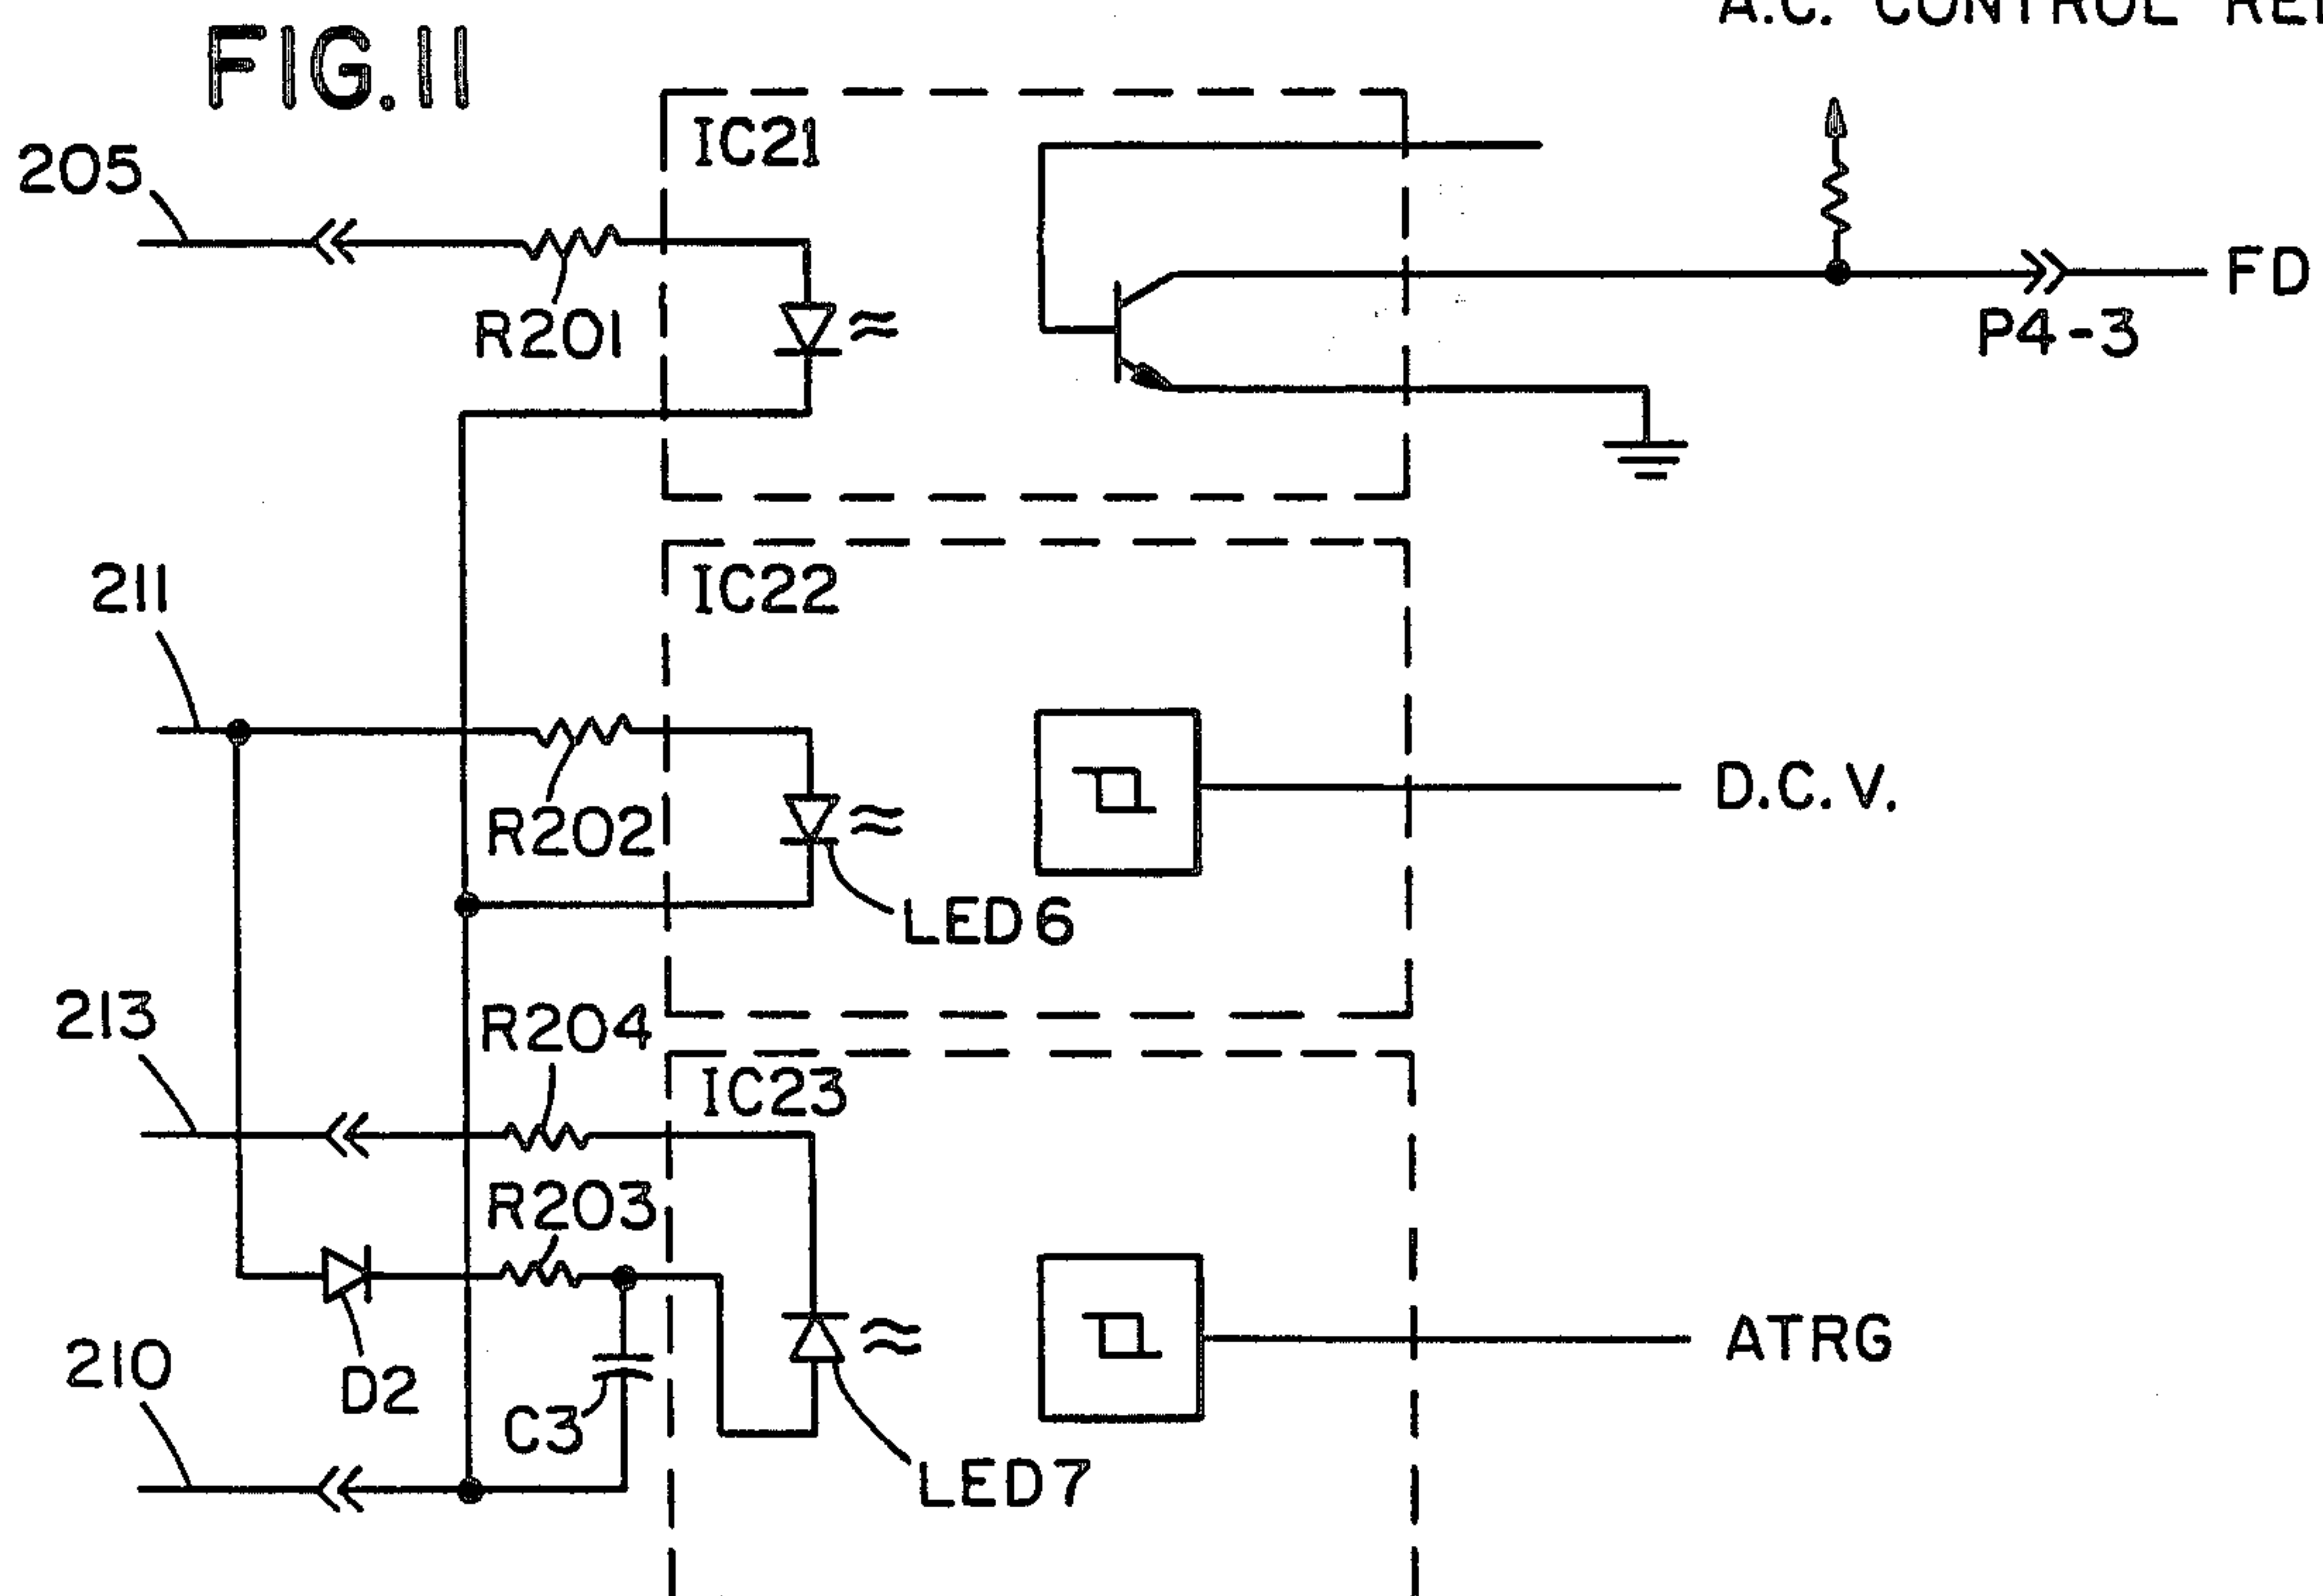 A.C. CONTROL
FIG.11
205
IC21
R201
FD
P4-3
211
IC22
R202
D.C.V.
LED6
213
R204
IC23
R203
210
D2
C3
ATRG
LED7